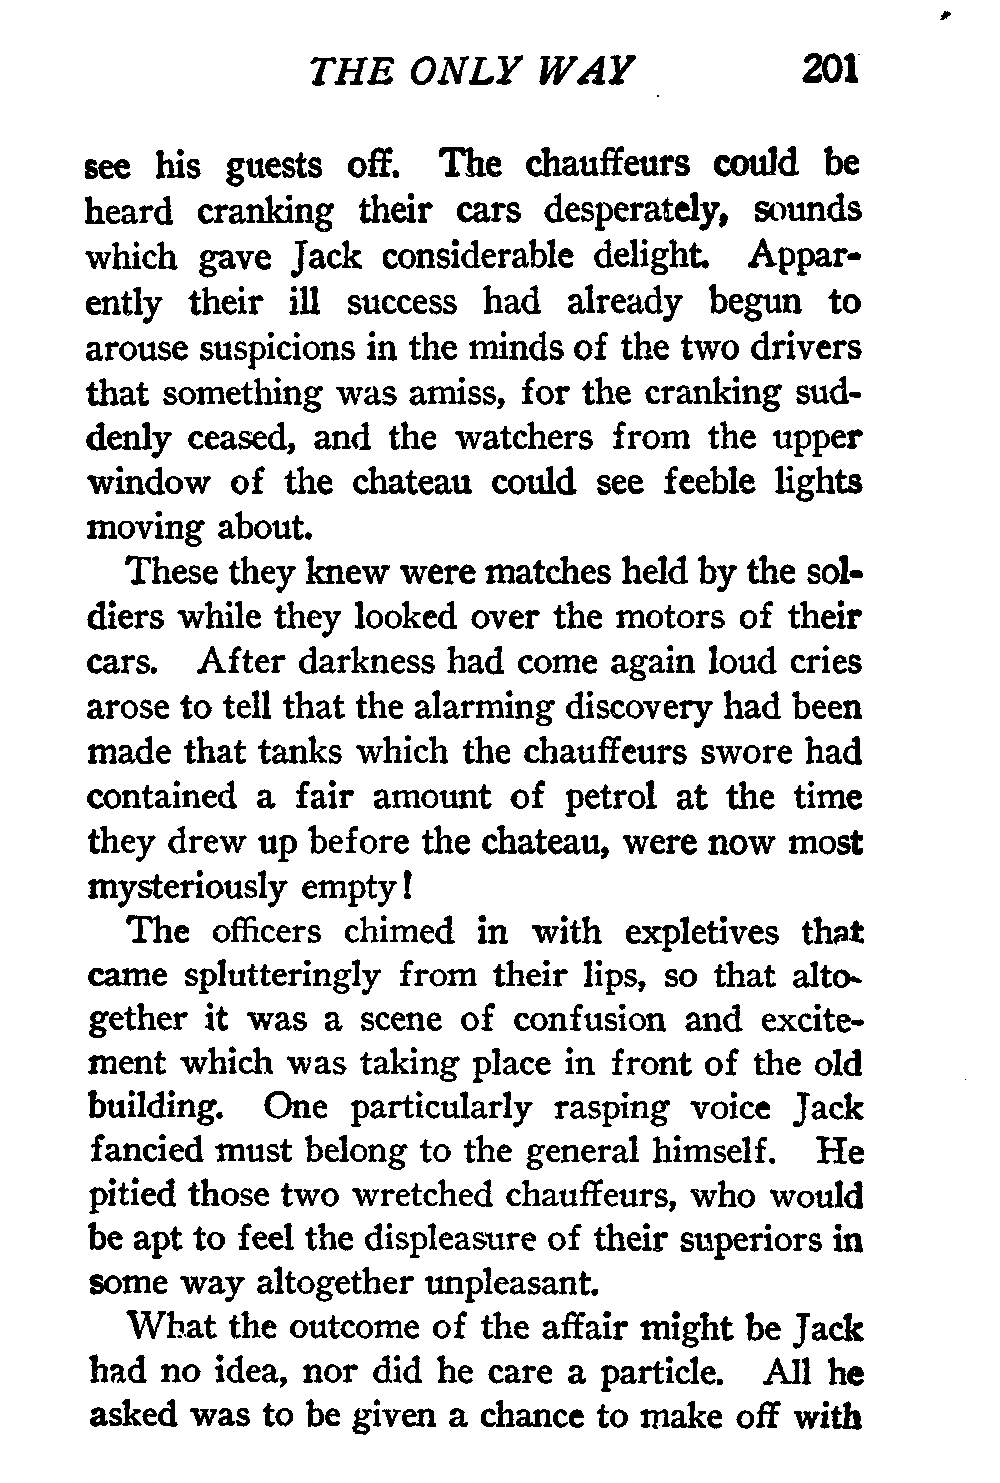 THE ONLY WAY 201
see his guests off. The chauffeurs could be
heard cranking their cars desperately, sounds
which gave Jack considerable delight. Appar-
ently their ill success had already begun to
arouse suspicions in the minds of the two drivers
that something was amiss, for the cranking sud-
denly ceased, and the watchers from the upper
window of the chateau could see feeble lights
moving about.
These they knew were matches held by the sol-
diers while they looked over the motors of their
cars. After darkness had come again loud cries
arose to tell that the alarming discovery had been
made that tanks which the chauffeurs swore had
contained a fair amount of petrol at the time
they drew up before the chateau, were now most
mysteriously empty!
The officers chimed in with expletives that
came splutteringly from their lips, so that alto-
gether it was a scene of confusion and excite-
ment which was taking place in front of the old
building. One particularly rasping voice Jack
fancied must belong to the general himself. He
pitied those two wretched chauffeurs, who would
be apt to feel the displeasure of their superiors in
some way altogether unpleasant.
What the outcome of the affair might be Jack
had no idea, nor did he care a particle. All he
asked was to be given a chance to make off with